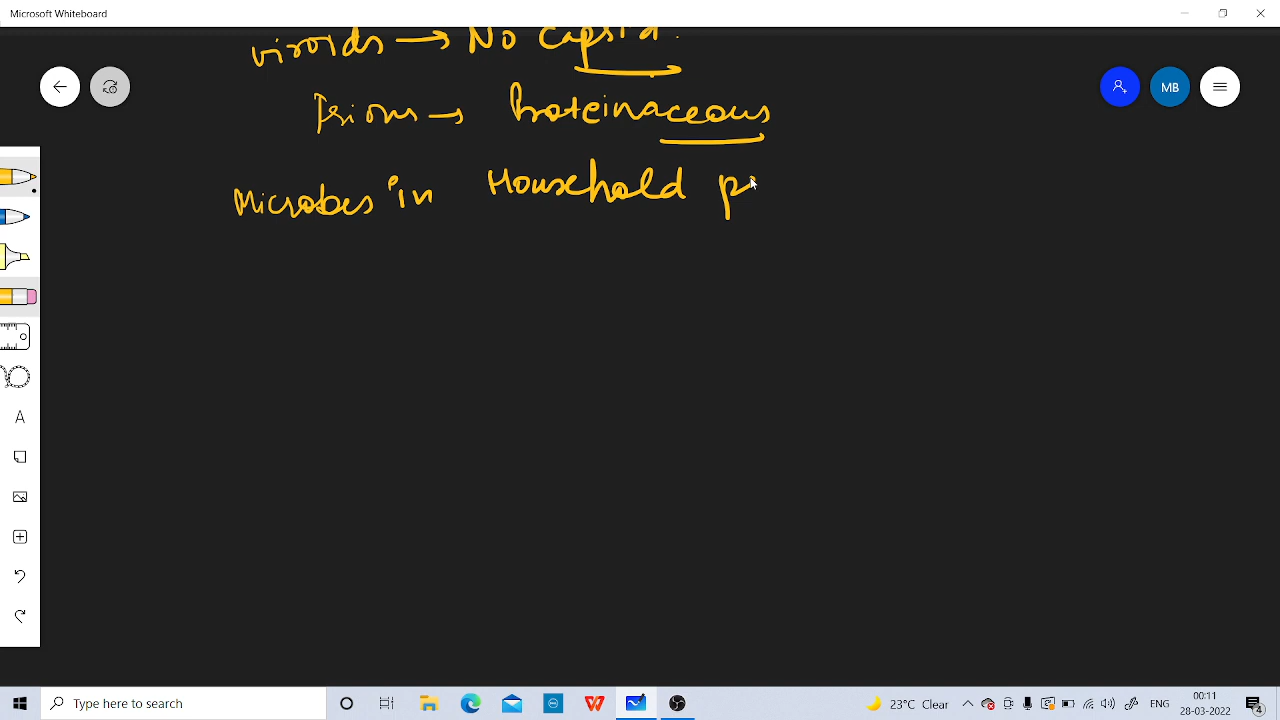 Microsoft Whiteboard
viroids → No capsid.
Prions → Proteinaceous
MB
Microbes in Household p
A
Type here to search
23°C Clear
ENG
00:11
28-03-2022
4